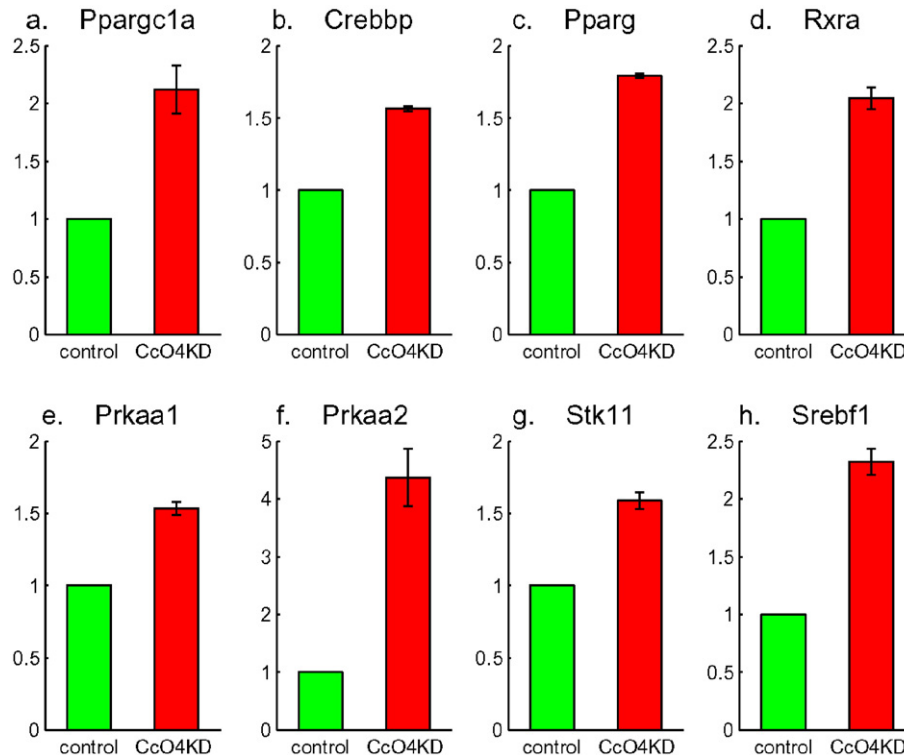 a. Ppargc1a
2.5
2
1.5
1
0.5
0
control CcO4KD
b. Crebbp
2
1.5
1
0.5
0
control CcO4KD
c. Pparg
2
1.5
1
0.5
0
control CcO4KD
d. Rxra
2.5
2
1.5
1
0.5
0
control CcO4KD
e. Prkaa1
2
1.5
1
0.5
0
control CcO4KD
f. Prkaa2
5
4
3
2
1
0
control CcO4KD
g. Stk11
2
1.5
1
0.5
0
control CcO4KD
h. Srebf1
2.5
2
1.5
1
0.5
0
control CcO4KD